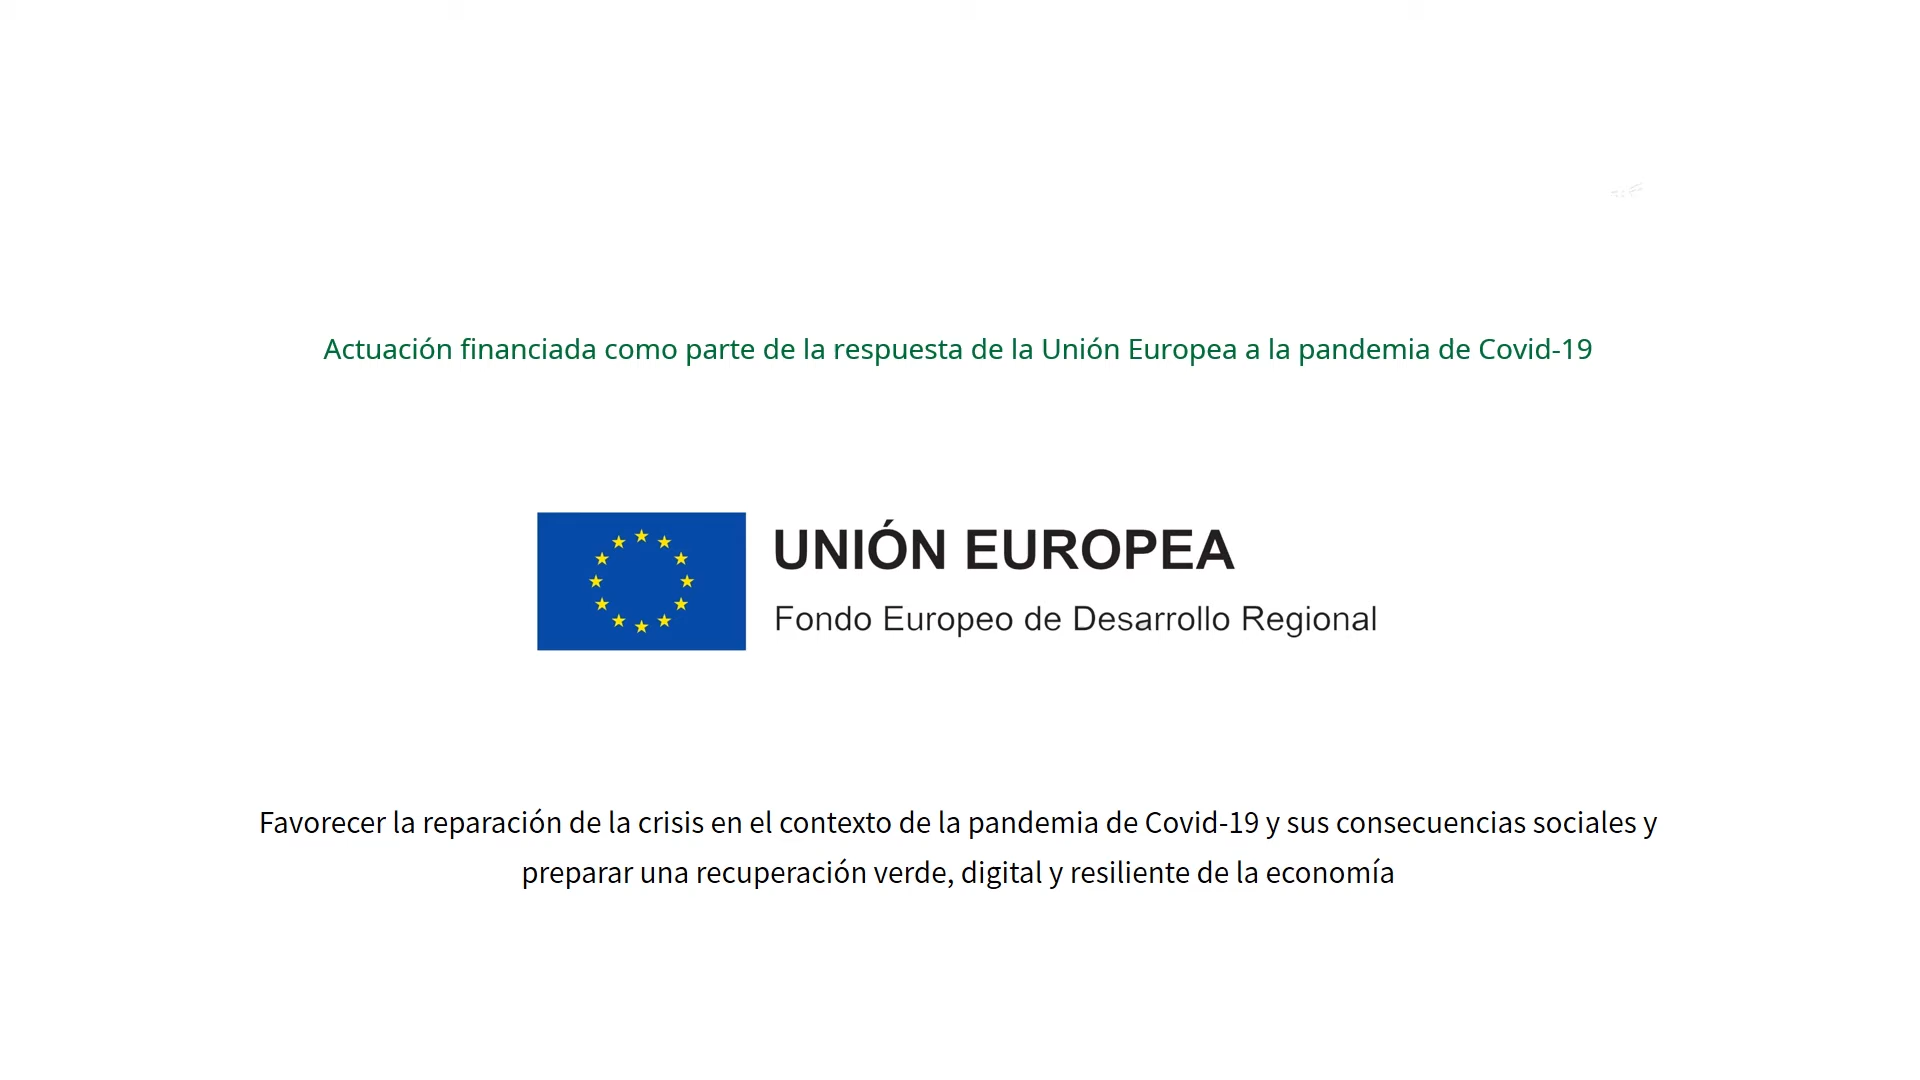 Actuación financiada como parte de la respuesta de la Unión Europea a la pandemia de Covid-19
UNIÓN EUROPEA
Fondo Europeo de Desarrollo Regional
Favorecer la reparación de la crisis en el contexto de la pandemia de Covid-19 y sus consecuencias sociales y
preparar una recuperación verde, digital y resiliente de la economía